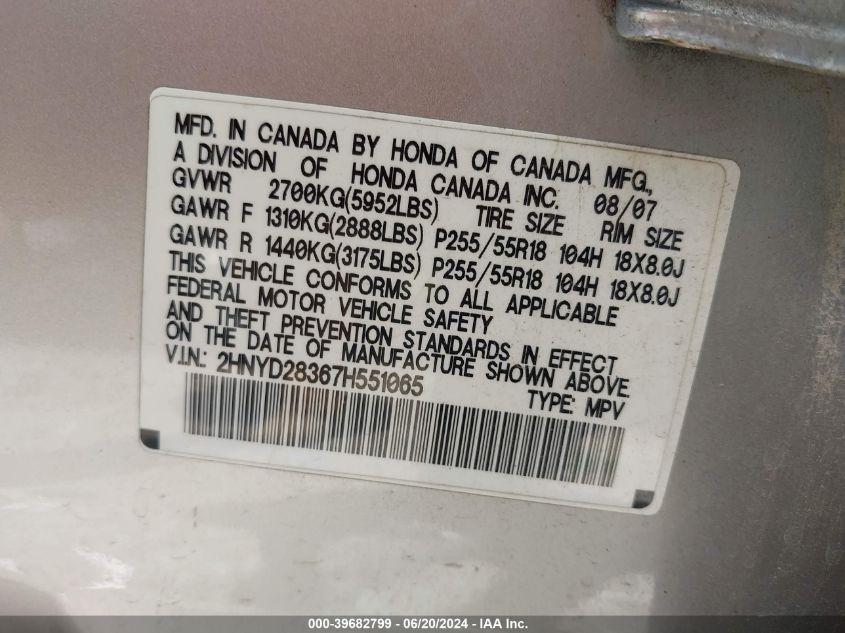 MFD. IN CANADA BY HONDA OF CANADA MFG.,
A DIVISION OF HONDA CANADA INC. 08/07
GVWR 2700KG(5952LBS) TIRE SIZE RIM SIZE
GAWR F 1310KG(2888LBS) P255/55R18 104H 18X8.0J
GAWR R 1440KG(3175LBS) P255/55R18 104H 18X8.0J
THIS VEHICLE CONFORMS TO ALL APPLICABLE
FEDERAL MOTOR VEHICLE SAFETY
AND THEFT PREVENTION STANDARDS IN EFFECT
ON THE DATE OF MANUFACTURE SHOWN ABOVE.
V.I.N.: 2HNYD28367H551065 TYPE: MPV
000-39682799 - 06/20/2024 - IAA Inc.